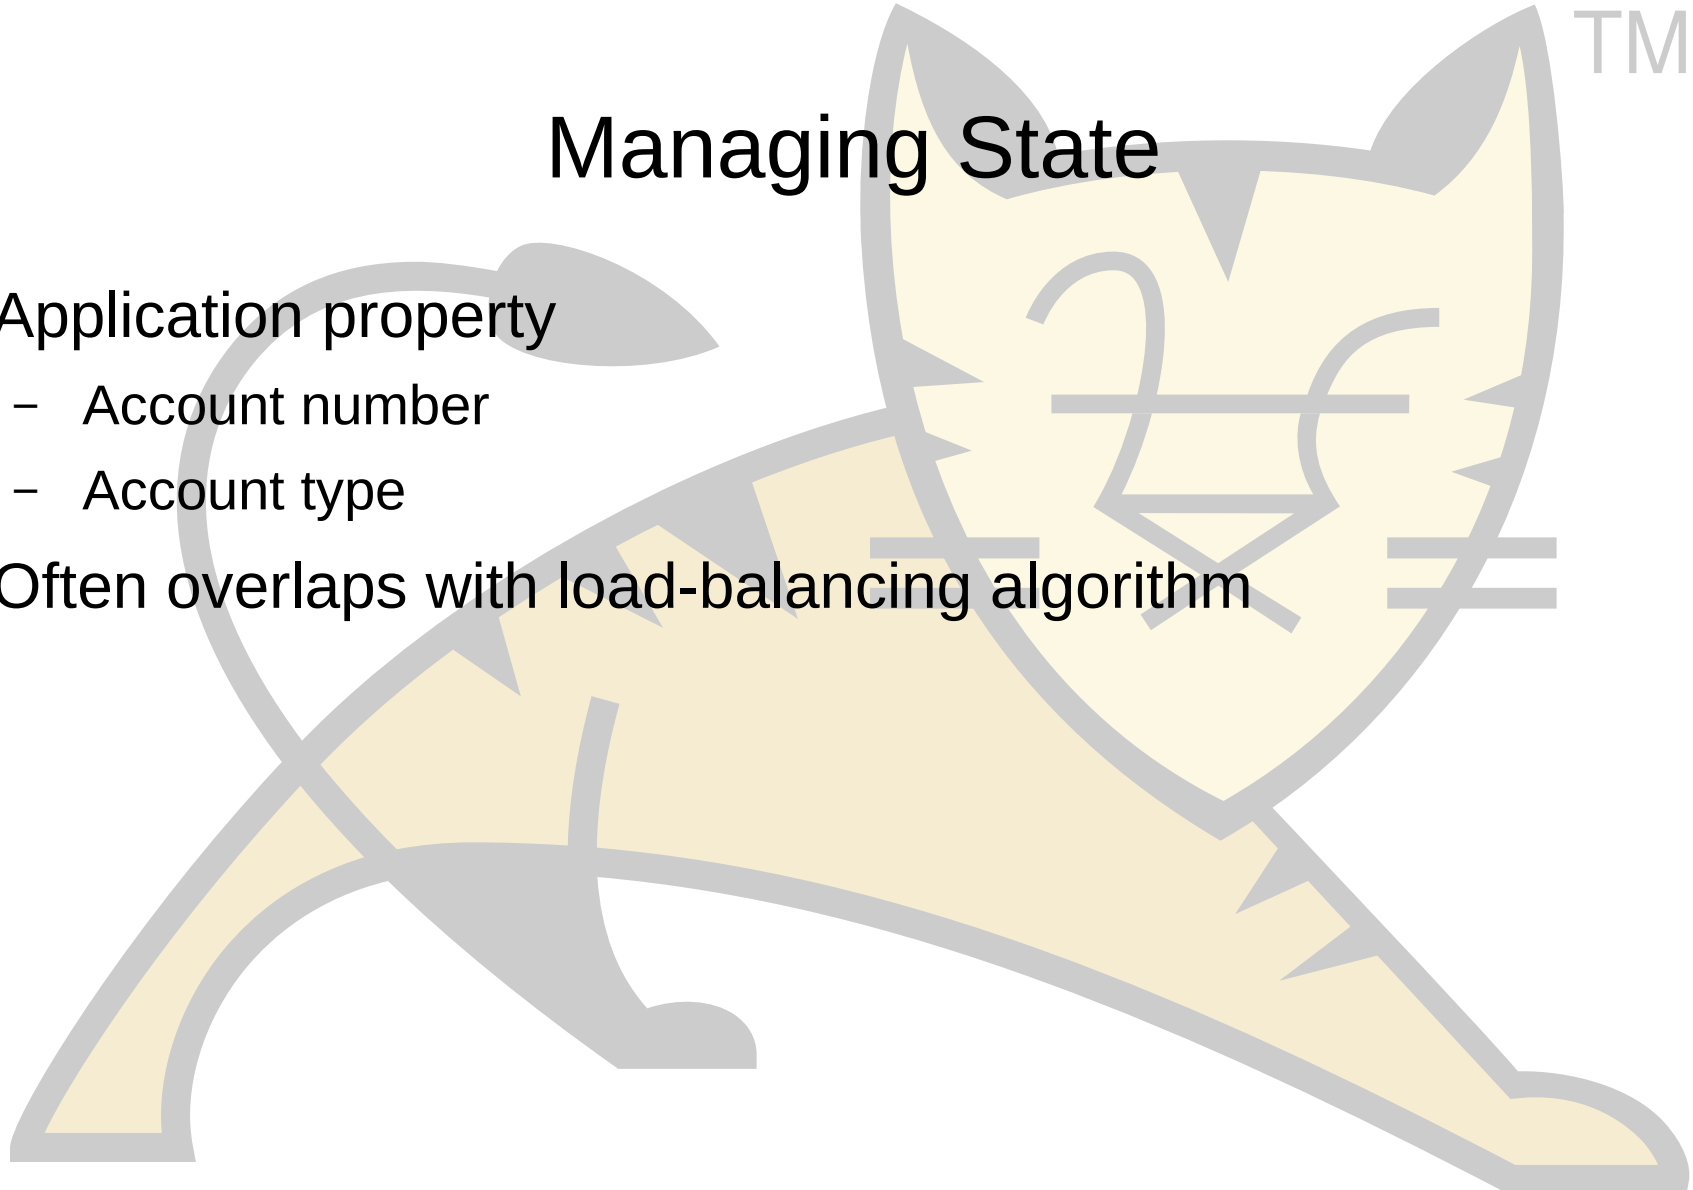 TM
Managing State
Application property
– Account number
– Account type
Often overlaps with load-balancing algorithm